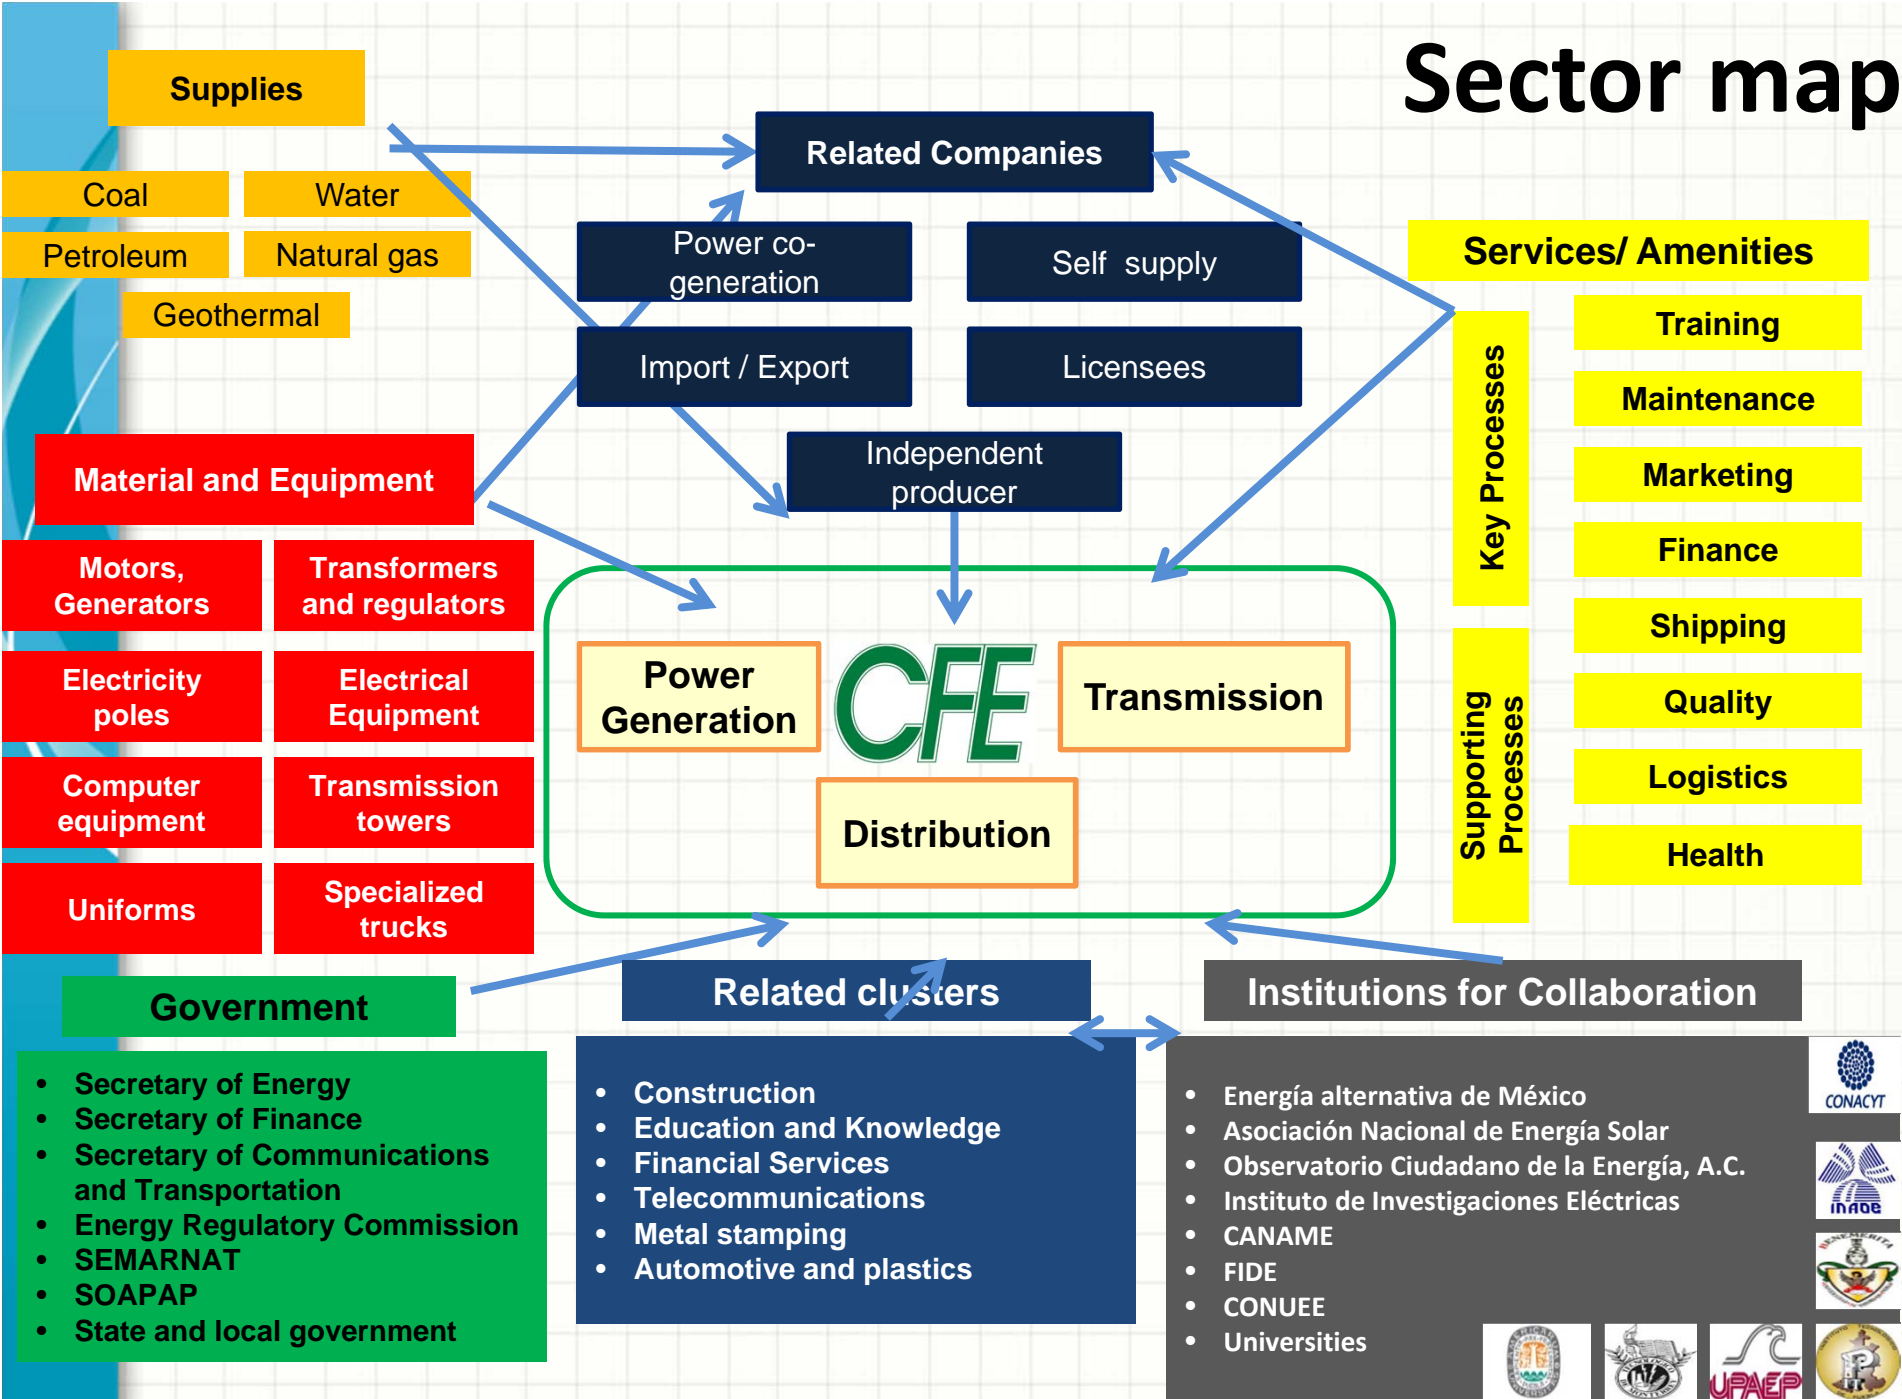 Sector map
Supplies
Coal
Water
Petroleum
Natural gas
Geothermal
Related Companies
Power co-
generation
Self supply
Import / Export
Licensees
Independent
producer
Services/ Amenities
Key Processes
Supporting
Processes
Training
Maintenance
Marketing
Finance
Shipping
Quality
Logistics
Health
Material and Equipment
Motors,
Generators
Transformers
and regulators
Electricity
poles
Electrical
Equipment
Computer
equipment
Transmission
towers
Uniforms
Specialized
trucks
Power
Generation
CFE
Transmission
Distribution
Government
• Secretary of Energy
• Secretary of Finance
• Secretary of Communications
and Transportation
• Energy Regulatory Commission
• SEMARNAT
• SOAPAP
• State and local government
Related clusters
• Construction
• Education and Knowledge
• Financial Services
• Telecommunications
• Metal stamping
• Automotive and plastics
Institutions for Collaboration
• Energía alternativa de México
• Asociación Nacional de Energía Solar
• Observatorio Ciudadano de la Energía, A.C.
• Instituto de Investigaciones Eléctricas
• CANAME
• FIDE
• CONUEE
• Universities
CONACYT
INAOE
BENEMERITA
UPAEP